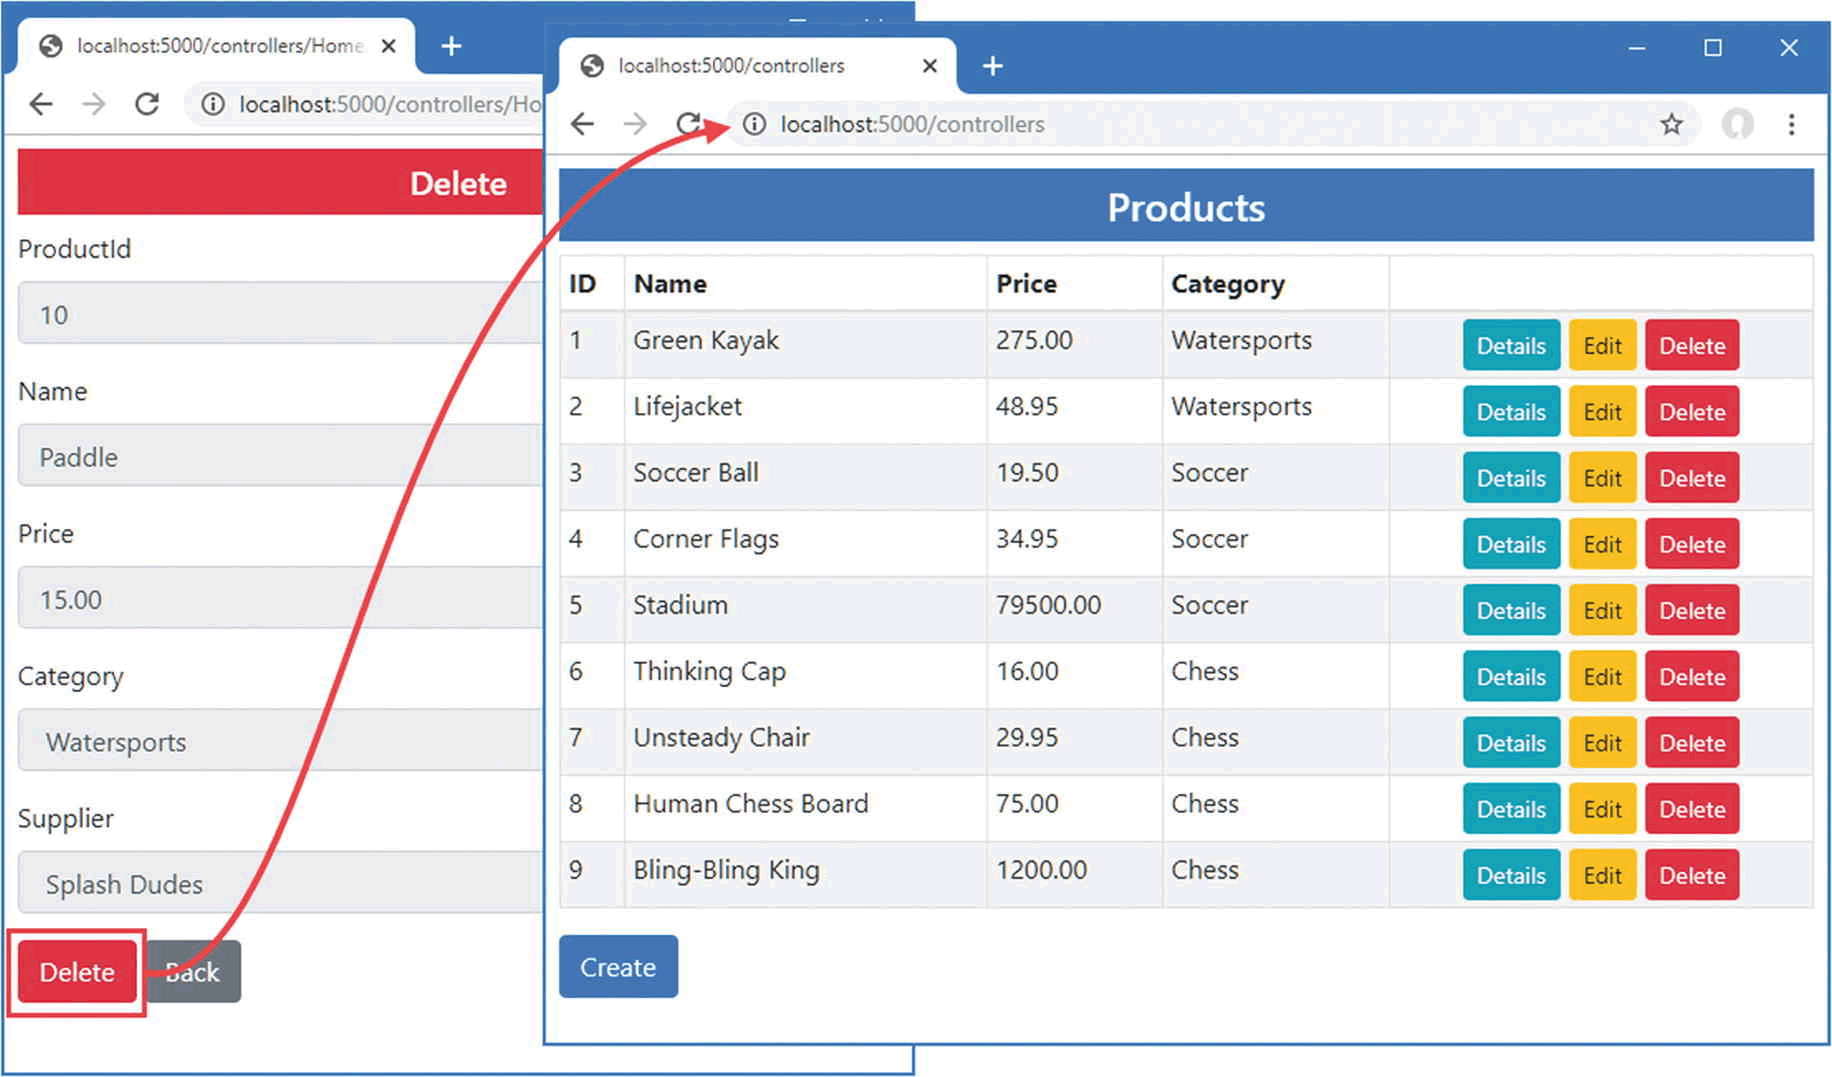 localhost:5000/controllers/Home
localhost:5000/controllers/Ho
Delete
ProductId
10
Name
Paddle
Price
15.00
Category
Watersports
Supplier
Splash Dudes
Delete Back
localhost:5000/controllers
localhost:5000/controllers
Products
ID Name Price Category
1 Green Kayak 275.00 Watersports Details Edit Delete
2 Lifejacket 48.95 Watersports Details Edit Delete
3 Soccer Ball 19.50 Soccer Details Edit Delete
4 Corner Flags 34.95 Soccer Details Edit Delete
5 Stadium 79500.00 Soccer Details Edit Delete
6 Thinking Cap 16.00 Chess Details Edit Delete
7 Unsteady Chair 29.95 Chess Details Edit Delete
8 Human Chess Board 75.00 Chess Details Edit Delete
9 Bling-Bling King 1200.00 Chess Details Edit Delete
Create